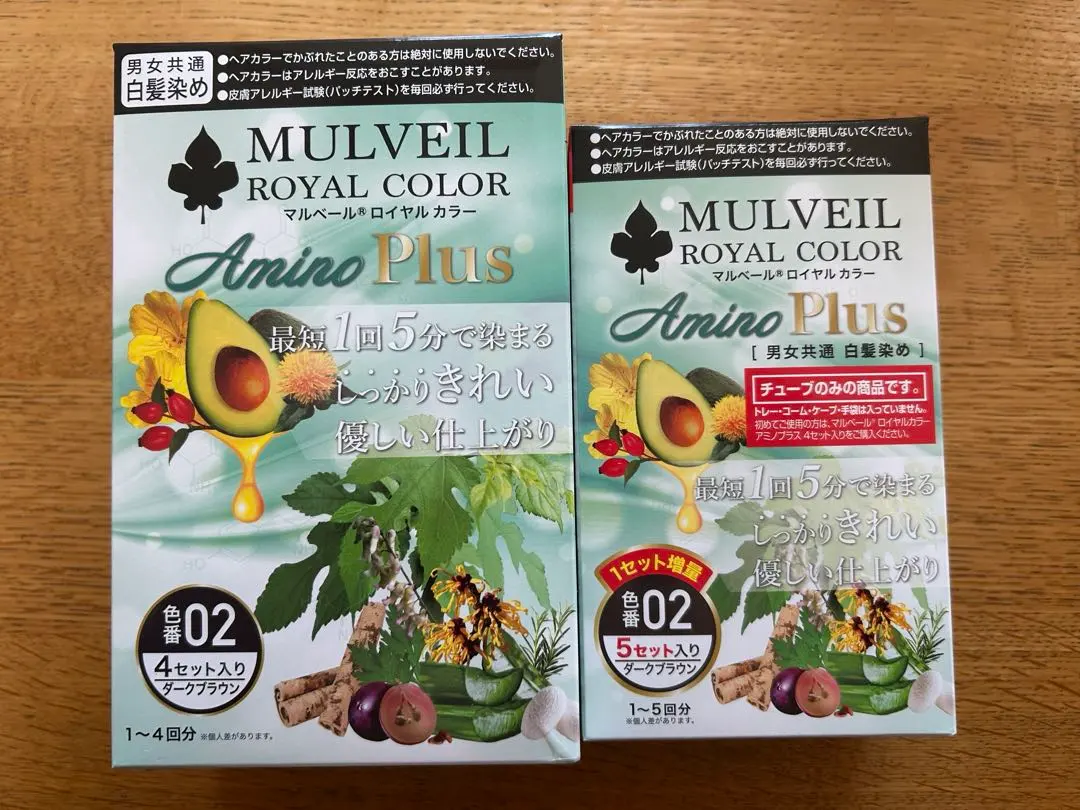 男女共通
白髪染め
●ヘアカラーでかぶれたことのある方は絶対に使用しないでください。
●ヘアカラーはアレルギー反応をおこすことがあります。
●皮膚アレルギー試験(パッチテスト)を毎回必ず行ってください。
MULVEIL
ROYAL COLOR
マルベール® ロイヤル カラー
Amino Plus
最短1回5分で染まる
しっかりきれい
優しい仕上がり
色番02
4セット入り
ダークブラウン
1～4回分 ※個人差があります。
●ヘアカラーでかぶれたことのある方は絶対に使用しないでください。
●ヘアカラーはアレルギー反応をおこすことがあります。
●皮膚アレルギー試験(パッチテスト)を毎回必ず行ってください。
MULVEIL
ROYAL COLOR
マルベール® ロイヤル カラー
Amino Plus
[ 男女共通 白髪染め ]
チューブのみの商品です。
トレー・コーム・ケープ・手袋は入っていません。
初めてご使用の方は、マルベール® ロイヤルカラー
アミノプラス 4セット入りをご購入ください。
最短1回5分で染まる
しっかりきれい
優しい仕上がり
1セット増量
色番02
5セット入り
ダークブラウン
1～5回分
※個人差があります。